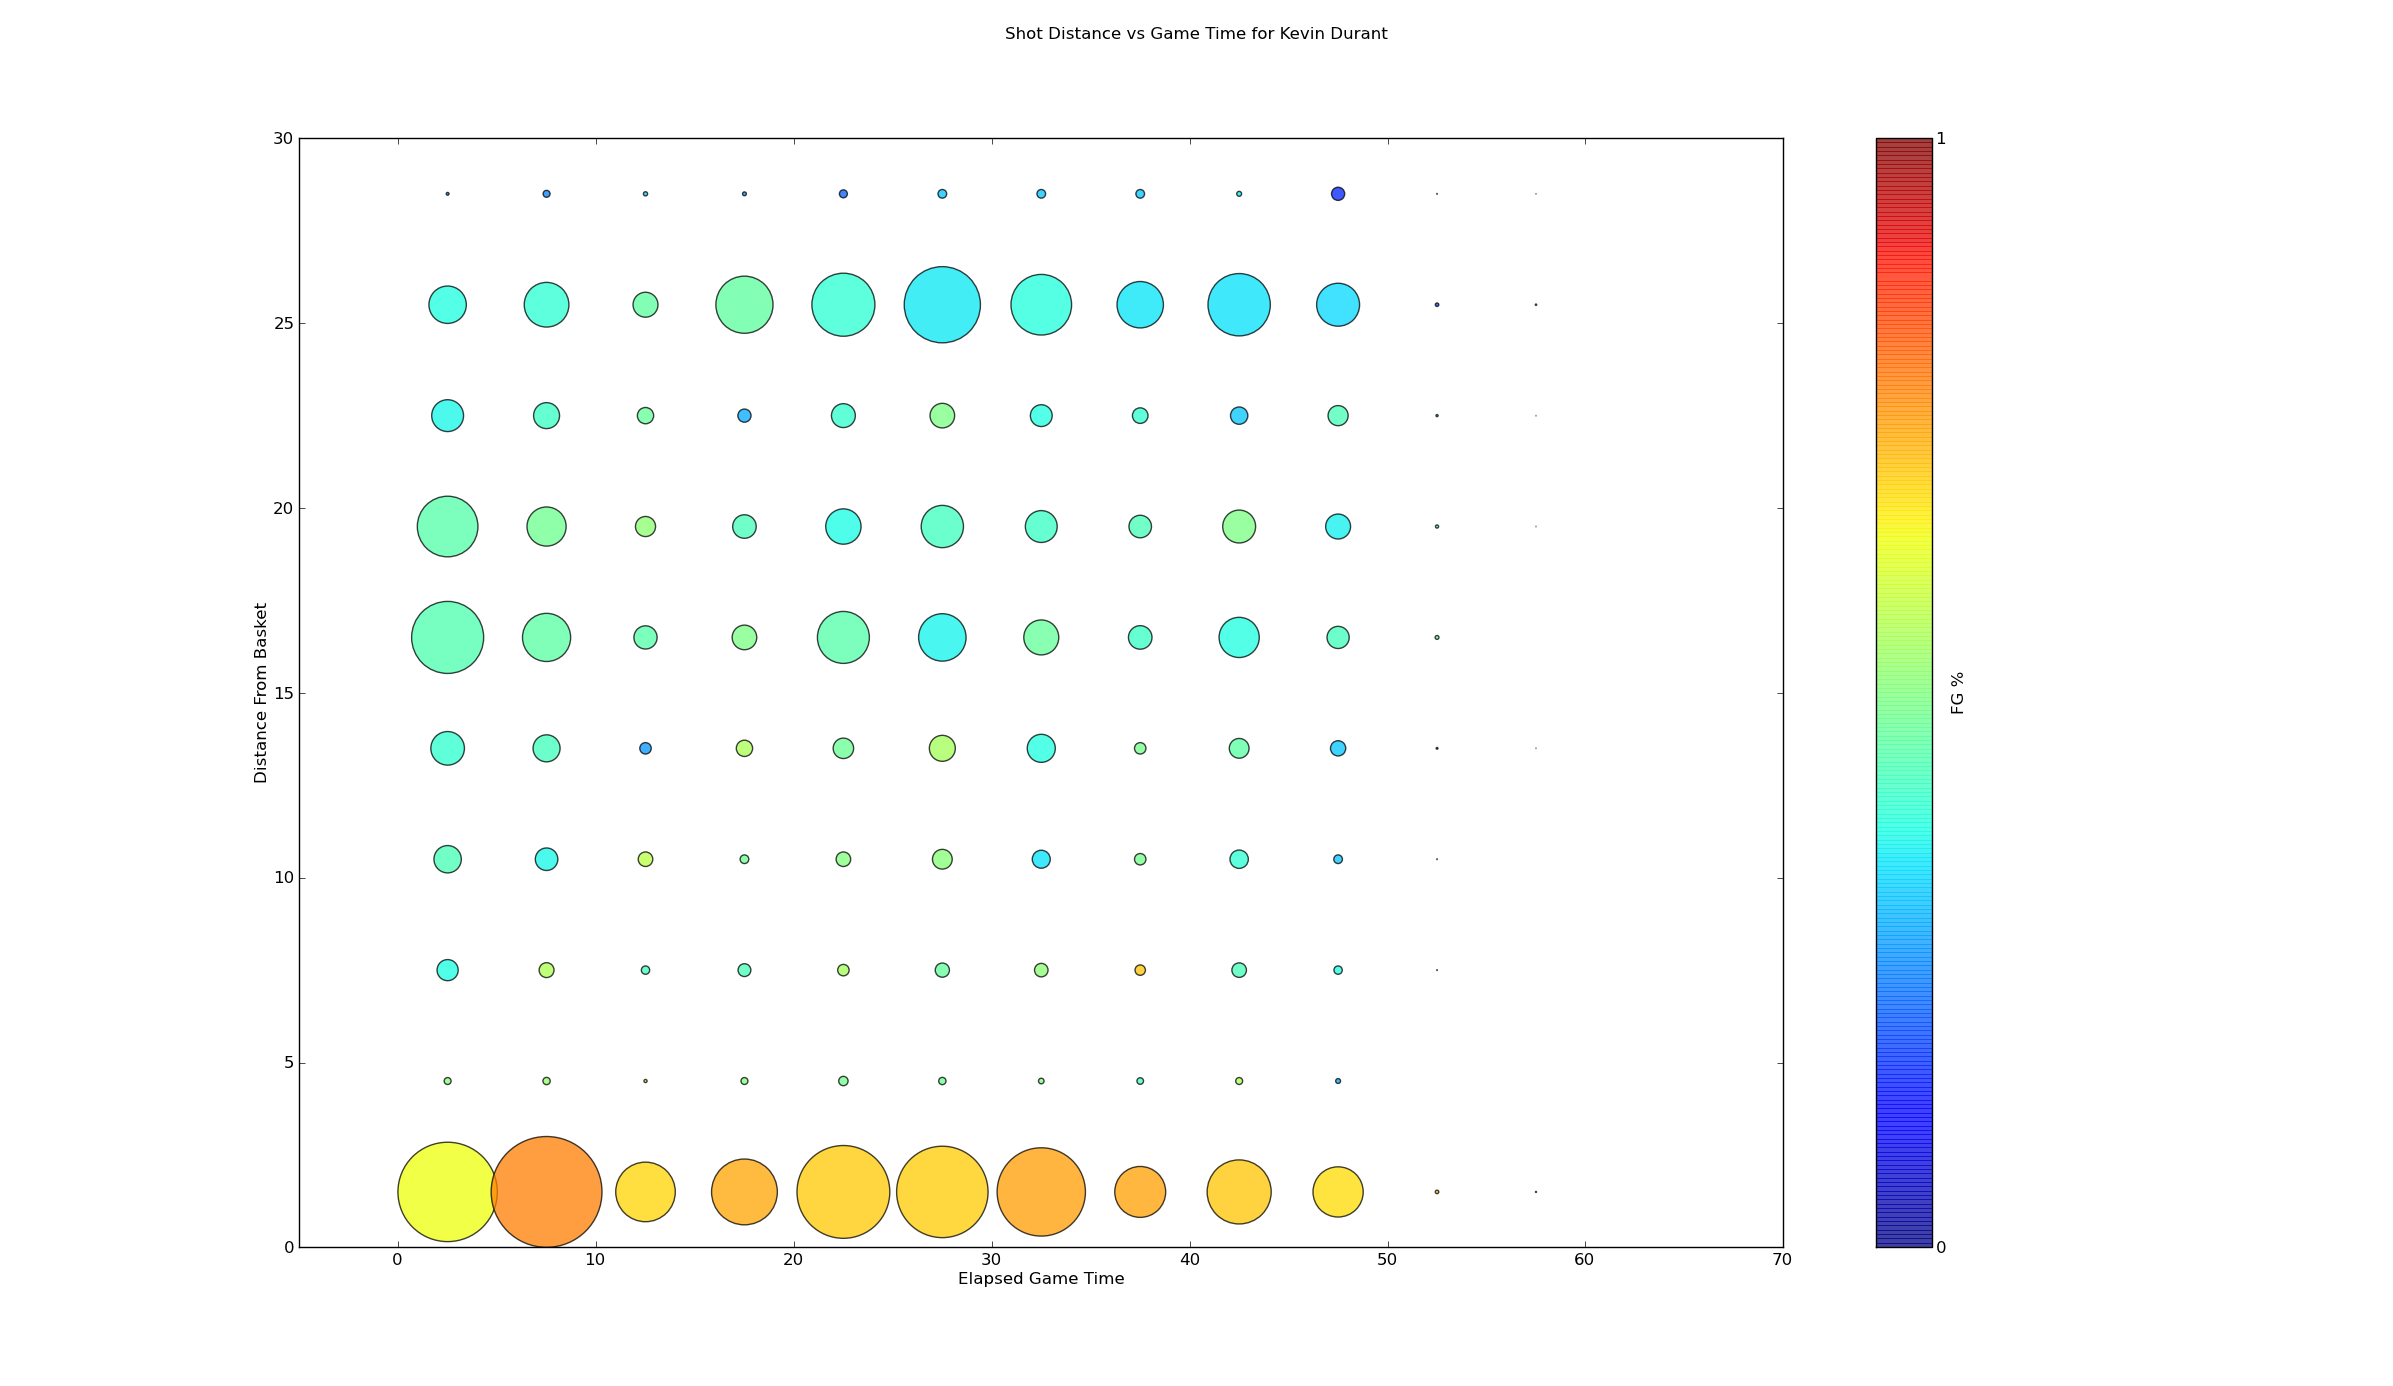 Shot Distance vs Game Time for Kevin Durant
30
25
20
15
10
5
0
Distance From Basket
0 10 20 30 40 50 60 70
Elapsed Game Time
1
0
FG %